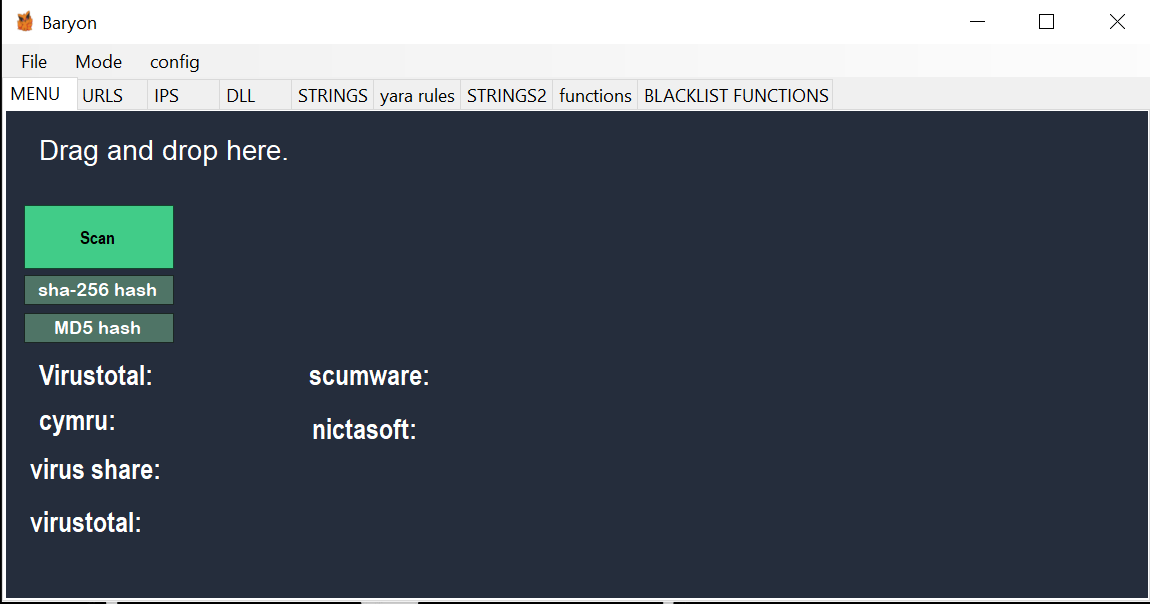 Baryon
File Mode config
MENU URLS IPS DLL STRINGS yara rules STRINGS2 functions BLACKLIST FUNCTIONS
Drag and drop here.
Scan
sha-256 hash
MD5 hash
Virustotal: scumware:
cymru: nictasoft:
virus share:
virustotal: